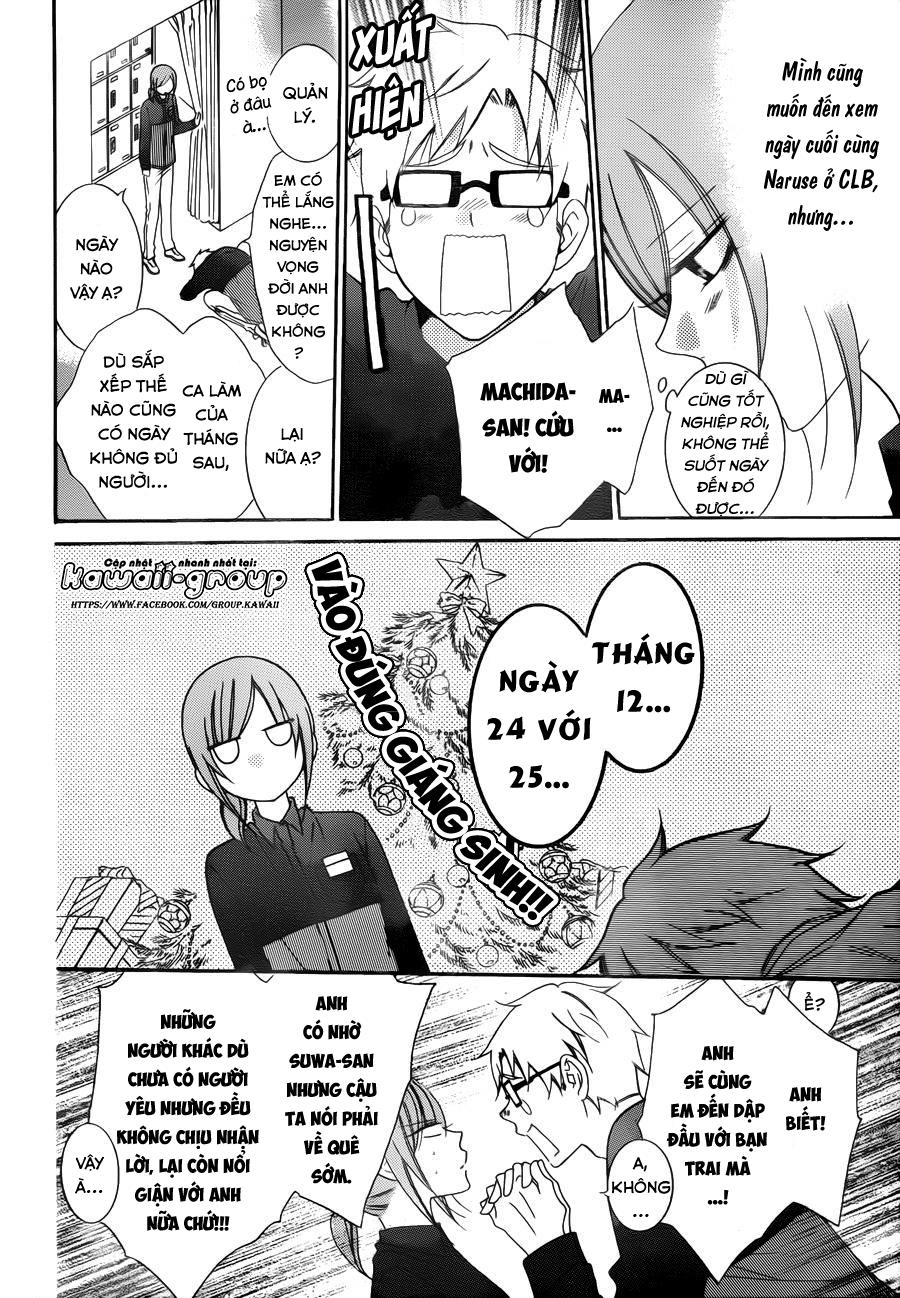 Mình cũng
muốn đến xem
ngày cuối cùng
Naruse ở CLB,
nhưng...
DÙ GÌ
CŨNG TỐT
NGHIỆP RỒI,
KHÔNG THỂ
SUỐT NGÀY
ĐẾN ĐÓ
ĐƯỢC...
XUẤT
HIỆN
MA-
...
MACHIDA-
SAN! CỨU
VỚI!
QUẢN
LÝ.
Có bọ
ở đâu
à...
EM CÓ
THỂ LẮNG
NGHE...
NGUYỆN
VỌNG
ĐỜI ANH
ĐƯỢC
KHÔNG
?
NGÀY
NÀO
VẬY Ạ?
LẠI
NỮA Ạ?
CA LÀM
CỦA
THÁNG
SAU,
DÙ SẮP
XẾP THẾ
NÀO CŨNG
CÓ NGÀY
KHÔNG ĐỦ
NGƯỜI...
Cập nhật nhanh nhất tại:
kawaii-group
HTTPS://WWW.FACEBOOK.COM/GROUP.KAWAII
THÁNG
12...
NGÀY
24 VỚI
25...
VÀO ĐÚNG GIÁNG SINH!!
Ể?
ANH
BIẾT!
ANH
SẼ CÙNG
EM ĐẾN DẬP
ĐẦU VỚI BẠN
TRAI MÀ
...!
A,
KHÔNG
...
ANH
CÓ NHỜ
SUWA-SAN
NHƯNG CẬU
TA NÓI PHẢI
VỀ QUÊ
SỚM.
NHỮNG
NGƯỜI KHÁC DÙ
CHƯA CÓ NGƯỜI
YÊU NHƯNG ĐỀU
KHÔNG CHỊU NHẬN
LỜI, LẠI CÒN NỔI
GIẬN VỚI ANH
NỮA CHỨ!!!
VẬY
À...